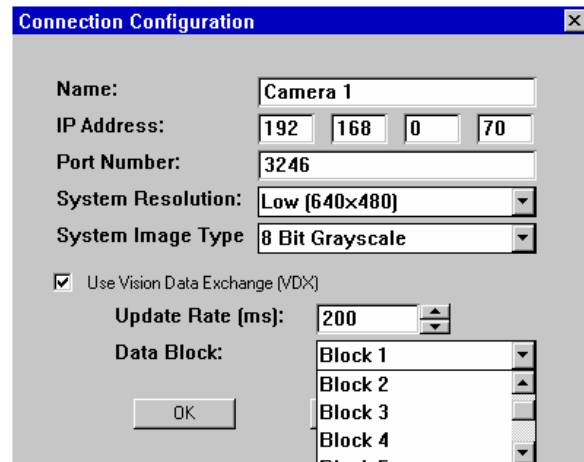 Connection Configuration
Name: Camera 1
IP Address: 192 168 0 70
Port Number: 3246
System Resolution: Low (640x480)
System Image Type 8 Bit Grayscale
Use Vision Data Exchange (VDX)
Update Rate (ms): 200
Data Block: Block 1
Block 2
OK Block 3
Block 4